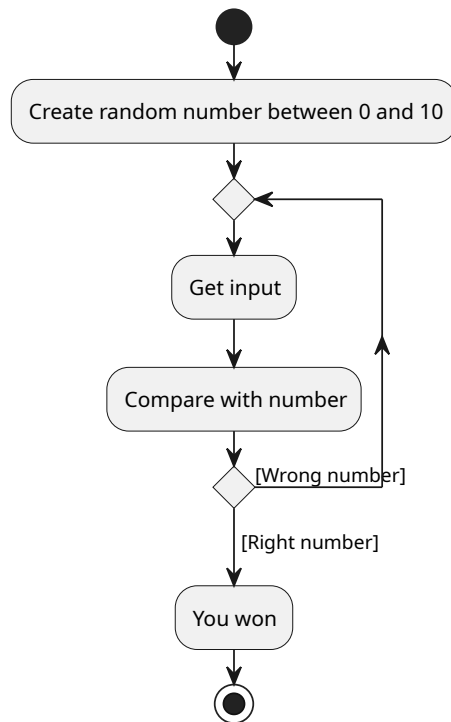 Create random number between 0 and 10
Get input
Compare with number
[Wrong number]
[Right number]
You won